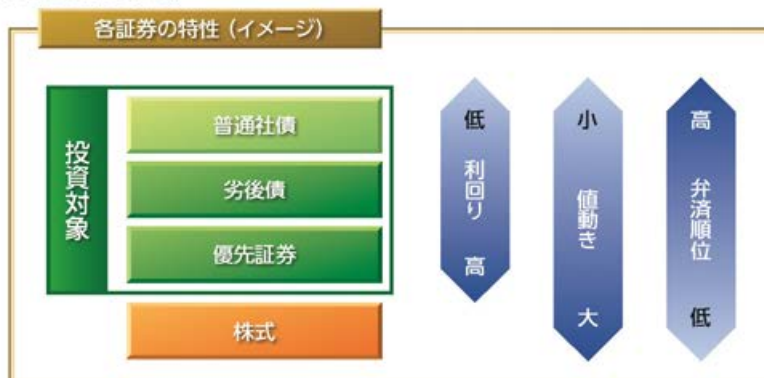 各証券の特性（イメージ）
投資対象
普通社債
劣後債
優先証券
株式
低 利回り 高
小 値動き 大
高 弁済順位 低